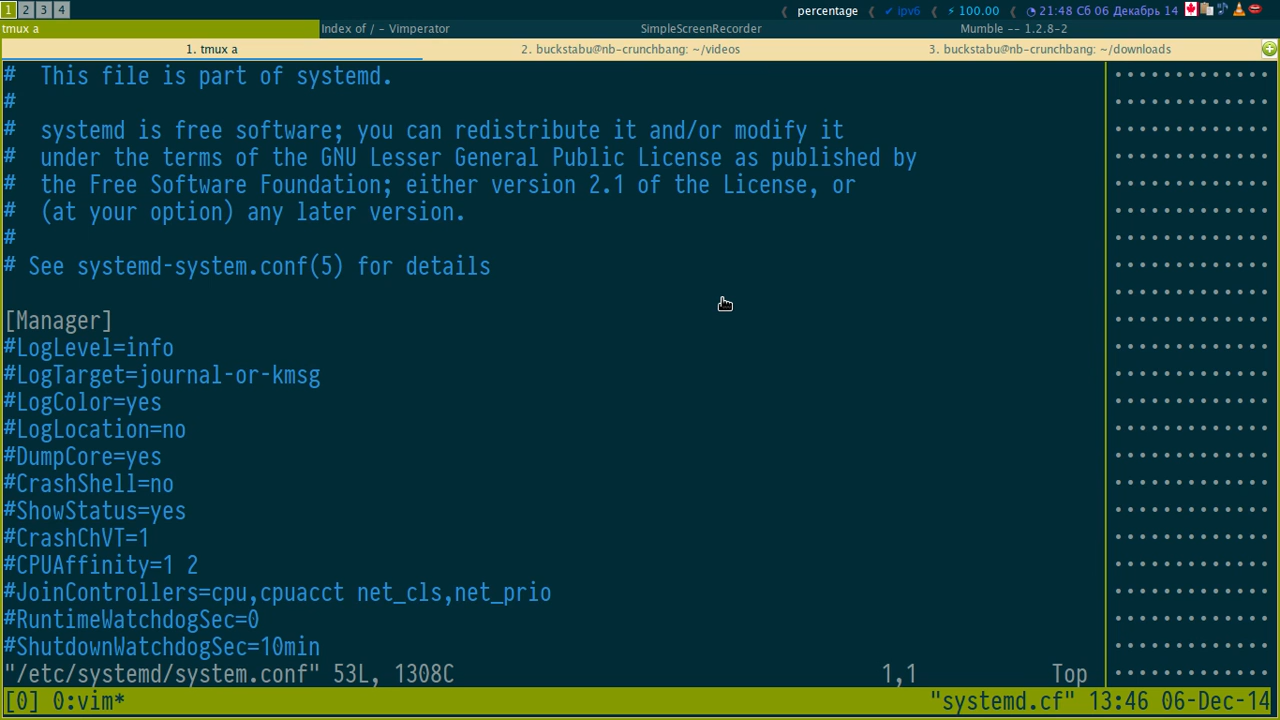 1 2 3 4 percentage ✔ ipv6 ⚡ 100.00 21:48 Сб 06 Декабрь 14
tmux a Index of / - Vimperator SimpleScreenRecorder Mumble -- 1.2.8-2
1. tmux a 2. buckstabu@nb-crunchbang: ~/videos 3. buckstabu@nb-crunchbang: ~/downloads
#  This file is part of systemd.
#
#  systemd is free software; you can redistribute it and/or modify it
#  under the terms of the GNU Lesser General Public License as published by
#  the Free Software Foundation; either version 2.1 of the License, or
#  (at your option) any later version.
#
# See systemd-system.conf(5) for details
[Manager]
#LogLevel=info
#LogTarget=journal-or-kmsg
#LogColor=yes
#LogLocation=no
#DumpCore=yes
#CrashShell=no
#ShowStatus=yes
#CrashChVT=1
#CPUAffinity=1 2
#JoinControllers=cpu,cpuacct net_cls,net_prio
#RuntimeWatchdogSec=0
#ShutdownWatchdogSec=10min
"/etc/systemd/system.conf" 53L, 1308C 1,1 Top
[0] 0:vim* "systemd.cf" 13:46 06-Dec-14